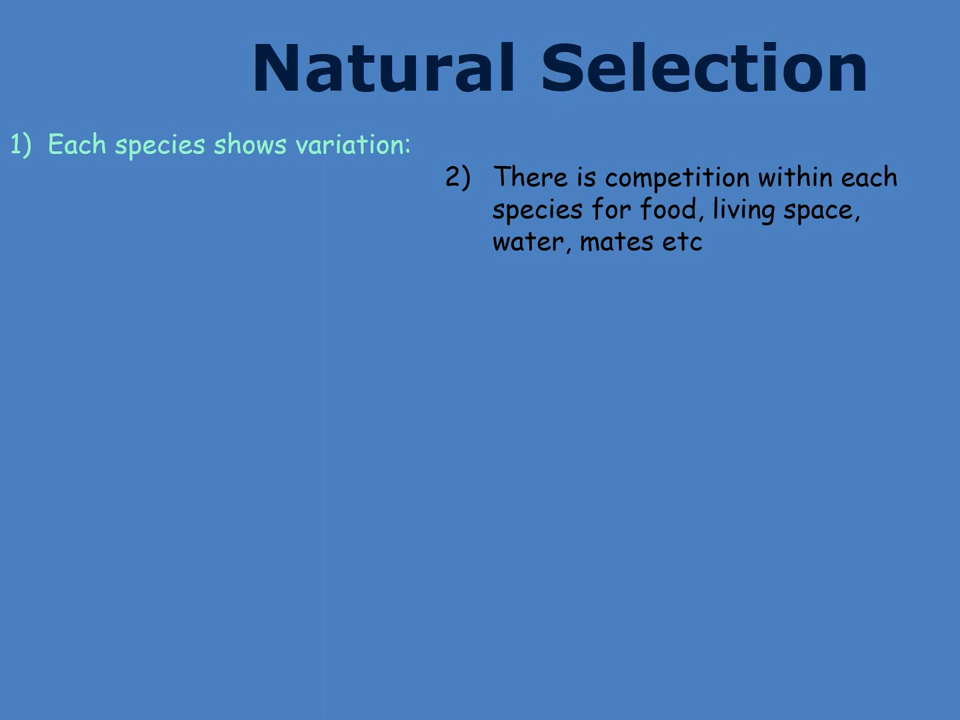 Natural Selection
1) Each species shows variation:
2) There is competition within each
species for food, living space,
water, mates etc